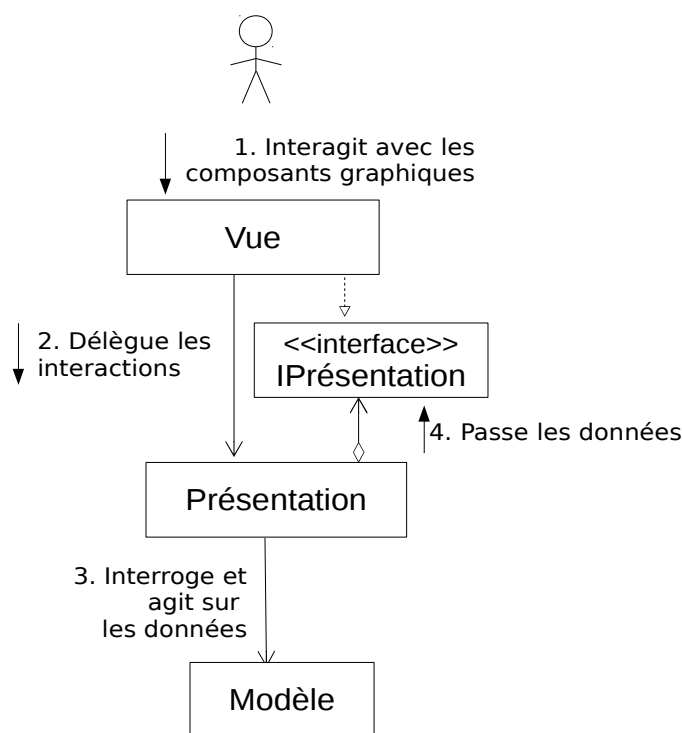 1. Interagit avec les
composants graphiques
Vue
2. Délègue les
interactions
<<interface>>
IPrésentation
4. Passe les données
Présentation
3. Interroge et
agit sur
les données
Modèle